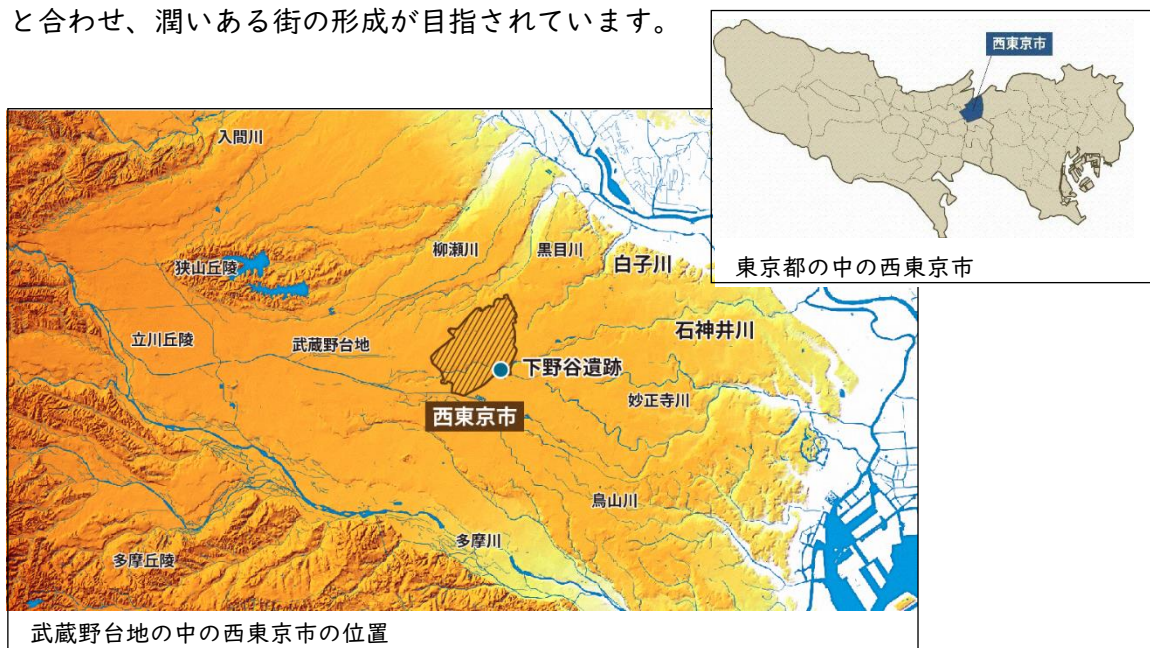 と合わせ、潤いある街の形成が目指されています。
西東京市
東京都の中の西東京市
入間川
柳瀬川
黒目川
白子川
狭山丘陵
立川丘陵
武蔵野台地
石神井川
下野谷遺跡
妙正寺川
西東京市
烏山川
多摩川
多摩丘陵
武蔵野台地の中の西東京市の位置